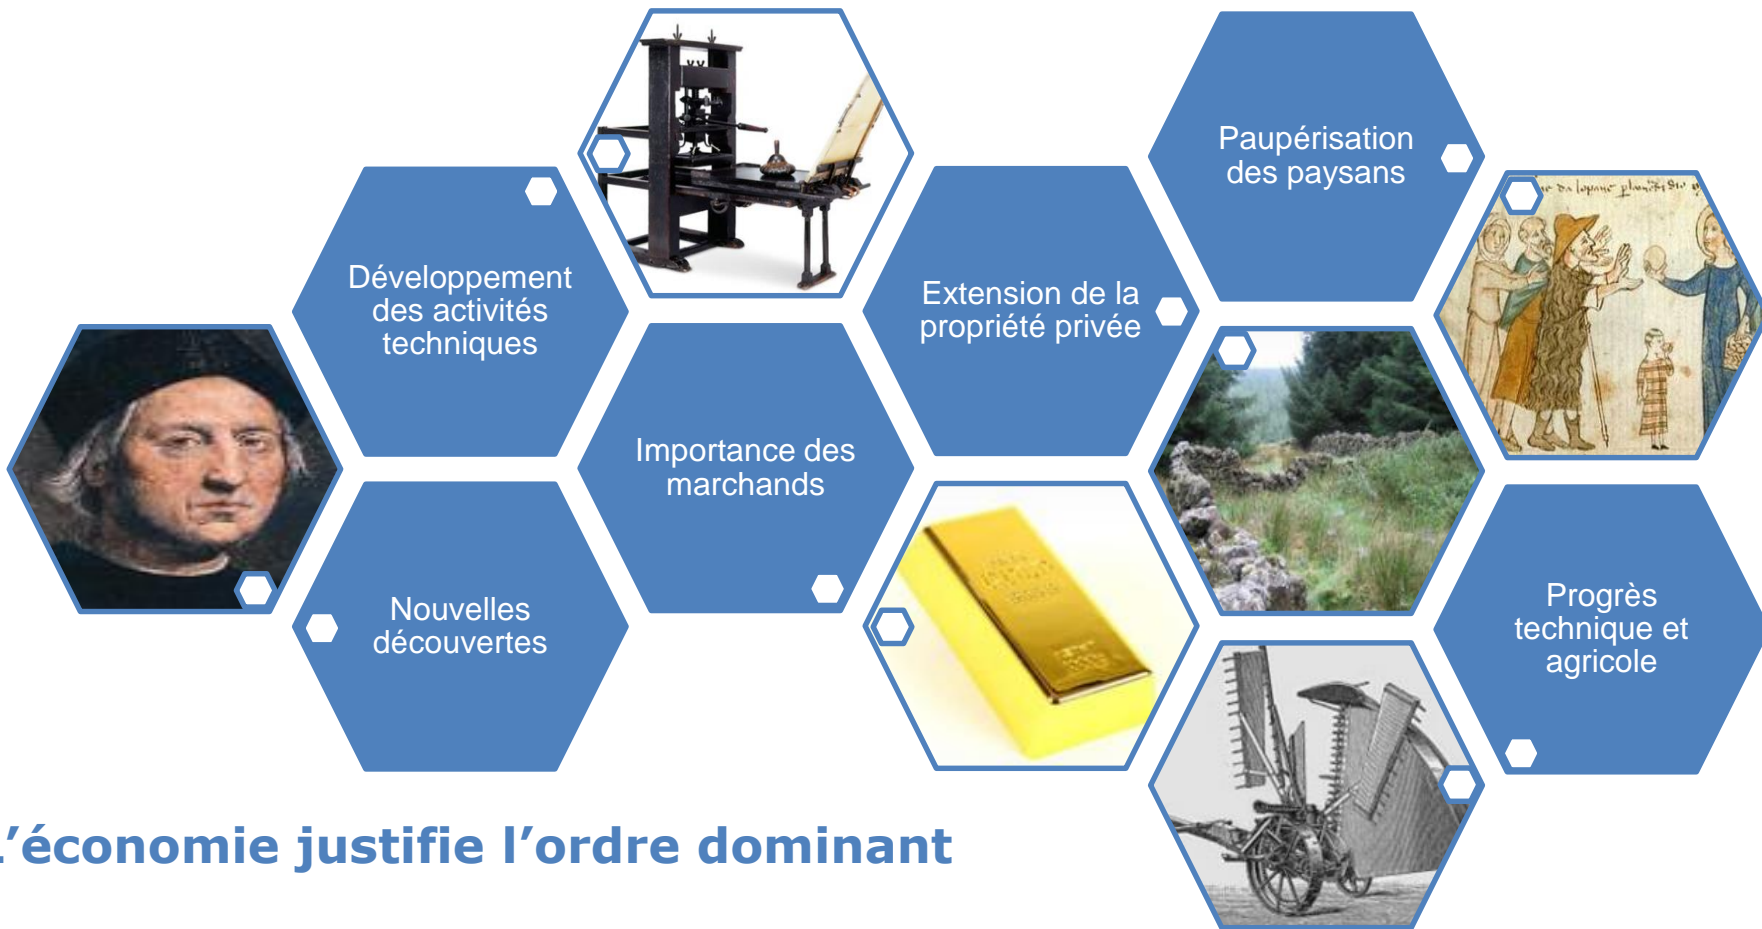 Paupérisation
des paysans
Développement
des activités
techniques
Extension de la
propriété privée
Importance des
marchands
Nouvelles
découvertes
Progrès
technique et
agricole
L’économie justifie l’ordre dominant